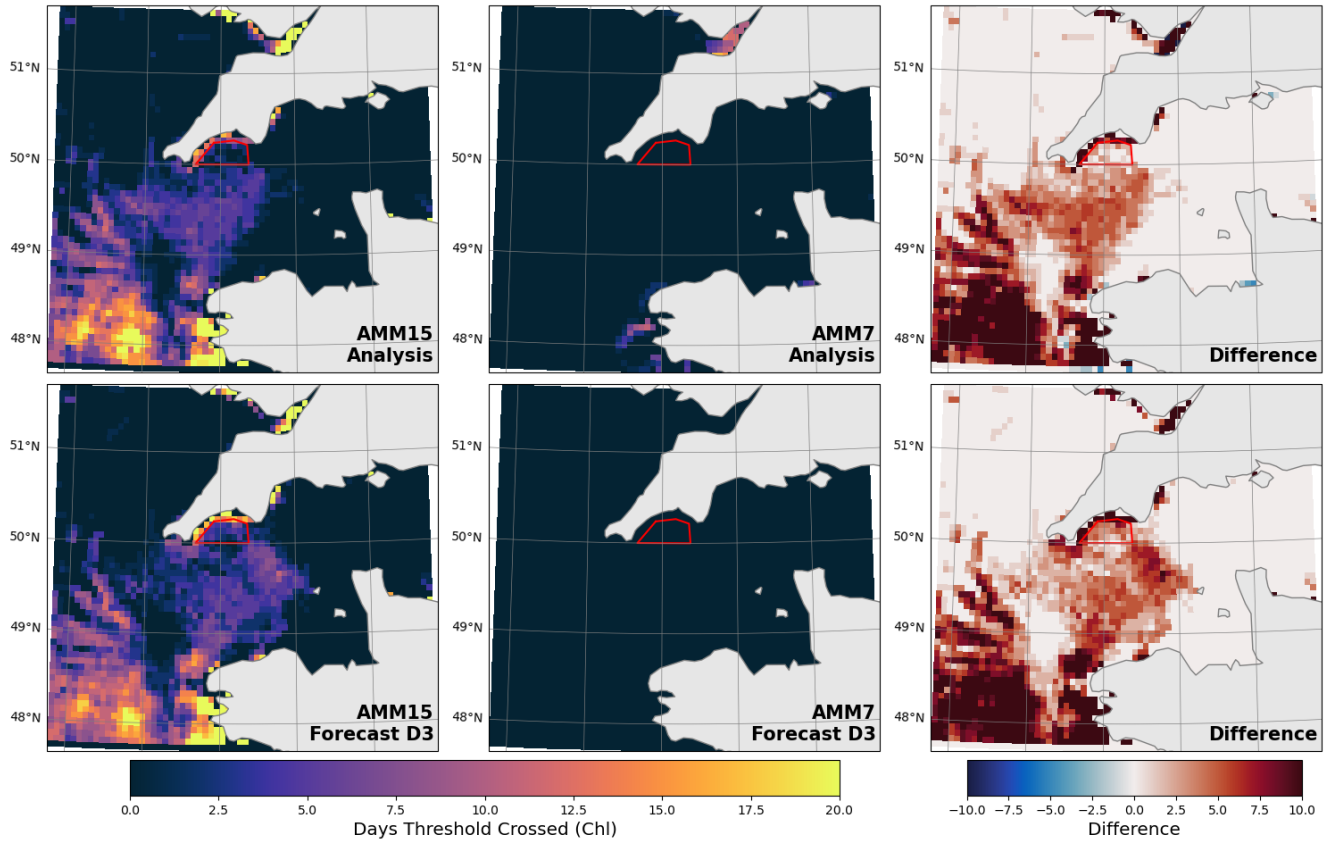 51°N
50°N
49°N
48°N
AMM15
Analysis
51°N
50°N
49°N
48°N
AMM7
Analysis
51°N
50°N
49°N
48°N
Difference
51°N
50°N
49°N
48°N
AMM15
Forecast D3
51°N
50°N
49°N
48°N
AMM7
Forecast D3
51°N
50°N
49°N
48°N
Difference
0.0 2.5 5.0 7.5 10.0 12.5 15.0 17.5 20.0
Days Threshold Crossed (Chl)
−10.0 −7.5 −5.0 −2.5 0.0 2.5 5.0 7.5 10.0
Difference